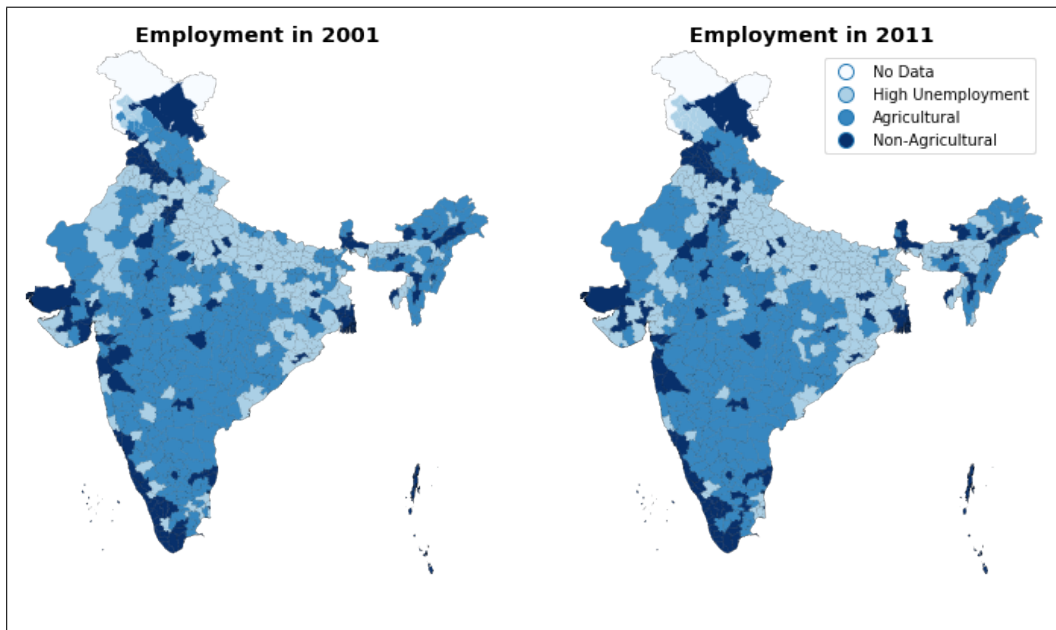 Employment in 2001
Employment in 2011
No Data
High Unemployment
Agricultural
Non-Agricultural